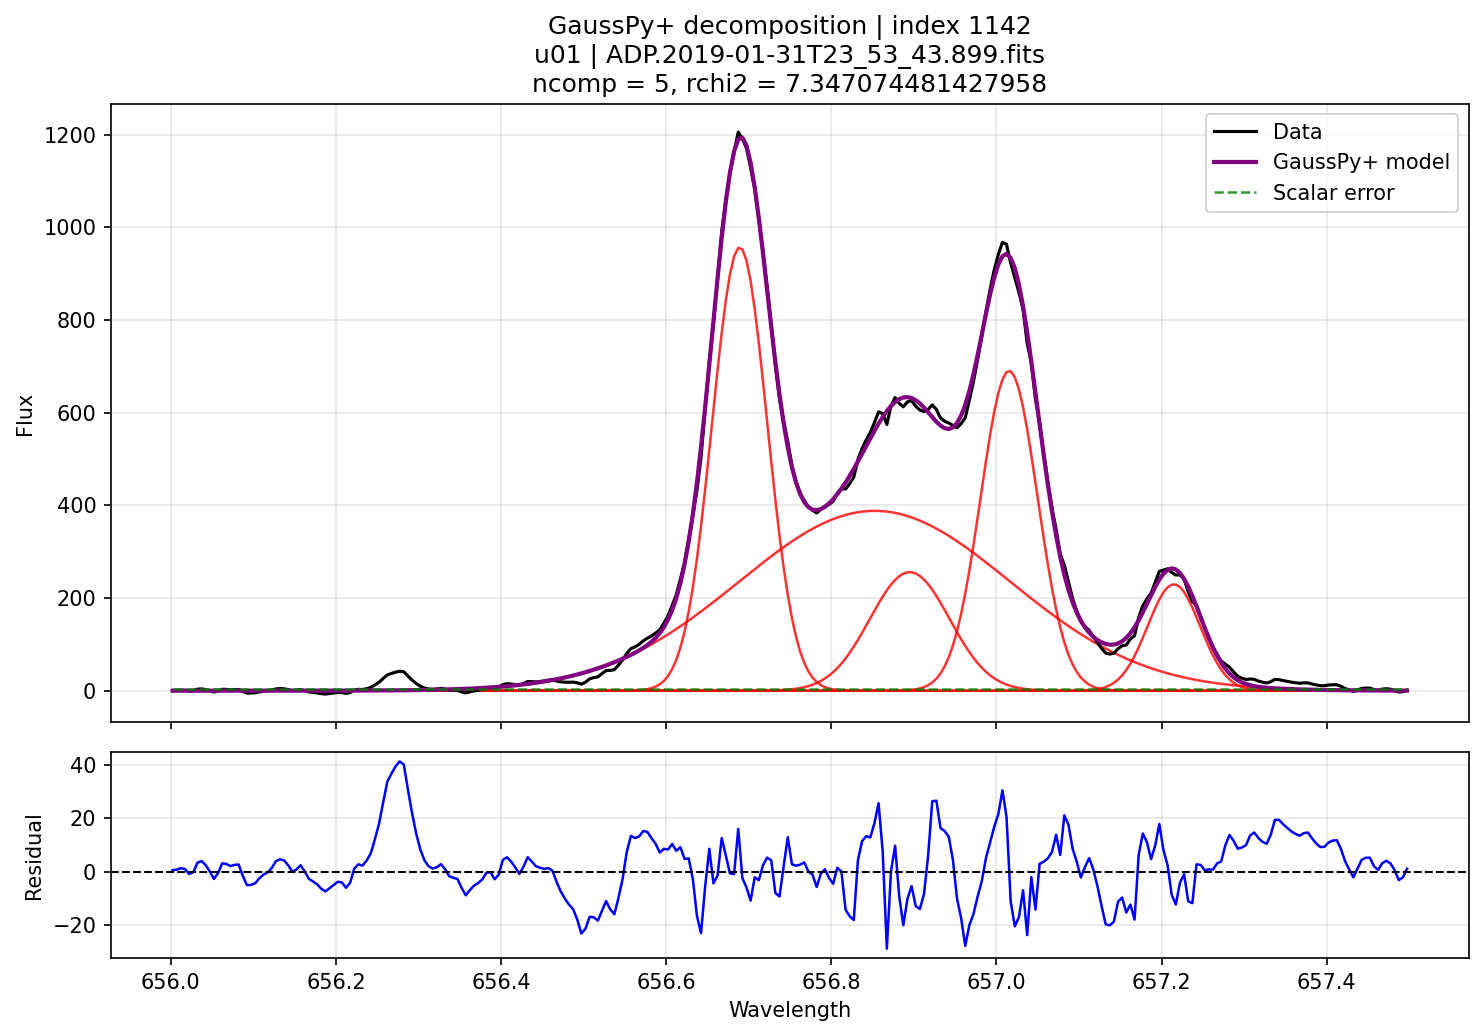 GaussPy+ decomposition | index 1142
u01 | ADP.2019-01-31T23_53_43.899.fits
ncomp = 5, rchi2 = 7.347074481427958
Data
GaussPy+ model
Scalar error
Flux
1200
1000
800
600
400
200
0
Residual
40
20
0
−20
656.0 656.2 656.4 656.6 656.8 657.0 657.2 657.4
Wavelength